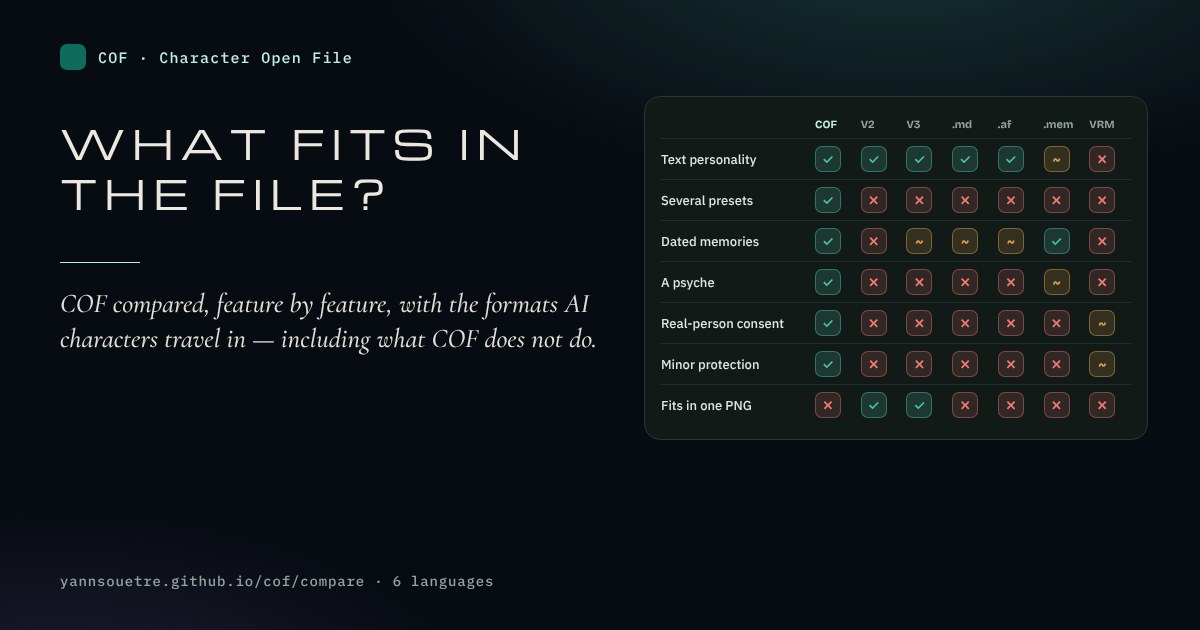 COF · Character Open File
WHAT FITS IN
THE FILE?
COF compared, feature by feature, with the formats AI
characters travel in — including what COF does not do.
COF V2 V3 .md .af .mem VRM
Text personality ✓ ✓ ✓ ✓ ✓ ~ ✕
Several presets ✓ ✕ ✕ ✕ ✕ ✕ ✕
Dated memories ✓ ✕ ~ ~ ~ ✓ ✕
A psyche ✓ ✕ ✕ ✕ ✕ ~ ✕
Real-person consent ✓ ✕ ✕ ✕ ✕ ✕ ~
Minor protection ✓ ✕ ✕ ✕ ✕ ✕ ~
Fits in one PNG ✕ ✓ ✓ ✕ ✕ ✕ ✕
yannsouetre.github.io/cof/compare · 6 languages